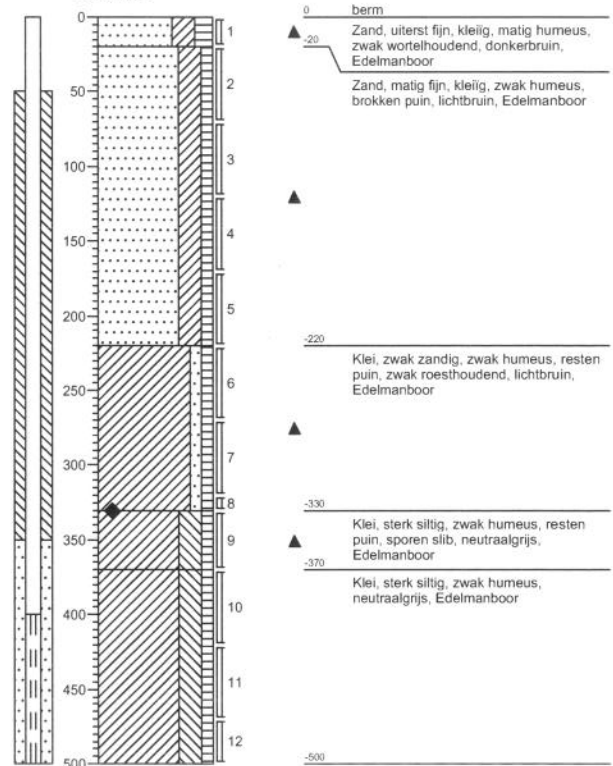 0
50
100
150
200
250
300
350
400
450
500
1
2
3
4
5
6
7
8
9
10
11
12
0
berm
Zand, uiterst fijn, kleiïg, matig humeus,
zwak wortelhoudend, donkerbruin,
Edelmanboor
-20
Zand, matig fijn, kleiïg, zwak humeus,
brokken puin, lichtbruin, Edelmanboor
-220
Klei, zwak zandig, zwak humeus, resten
puin, zwak roesthoudend, lichtbruin,
Edelmanboor
-330
Klei, sterk siltig, zwak humeus, resten
puin, sporen slib, neutraalgrijs,
Edelmanboor
-370
Klei, sterk siltig, zwak humeus,
neutraalgrijs, Edelmanboor
-500